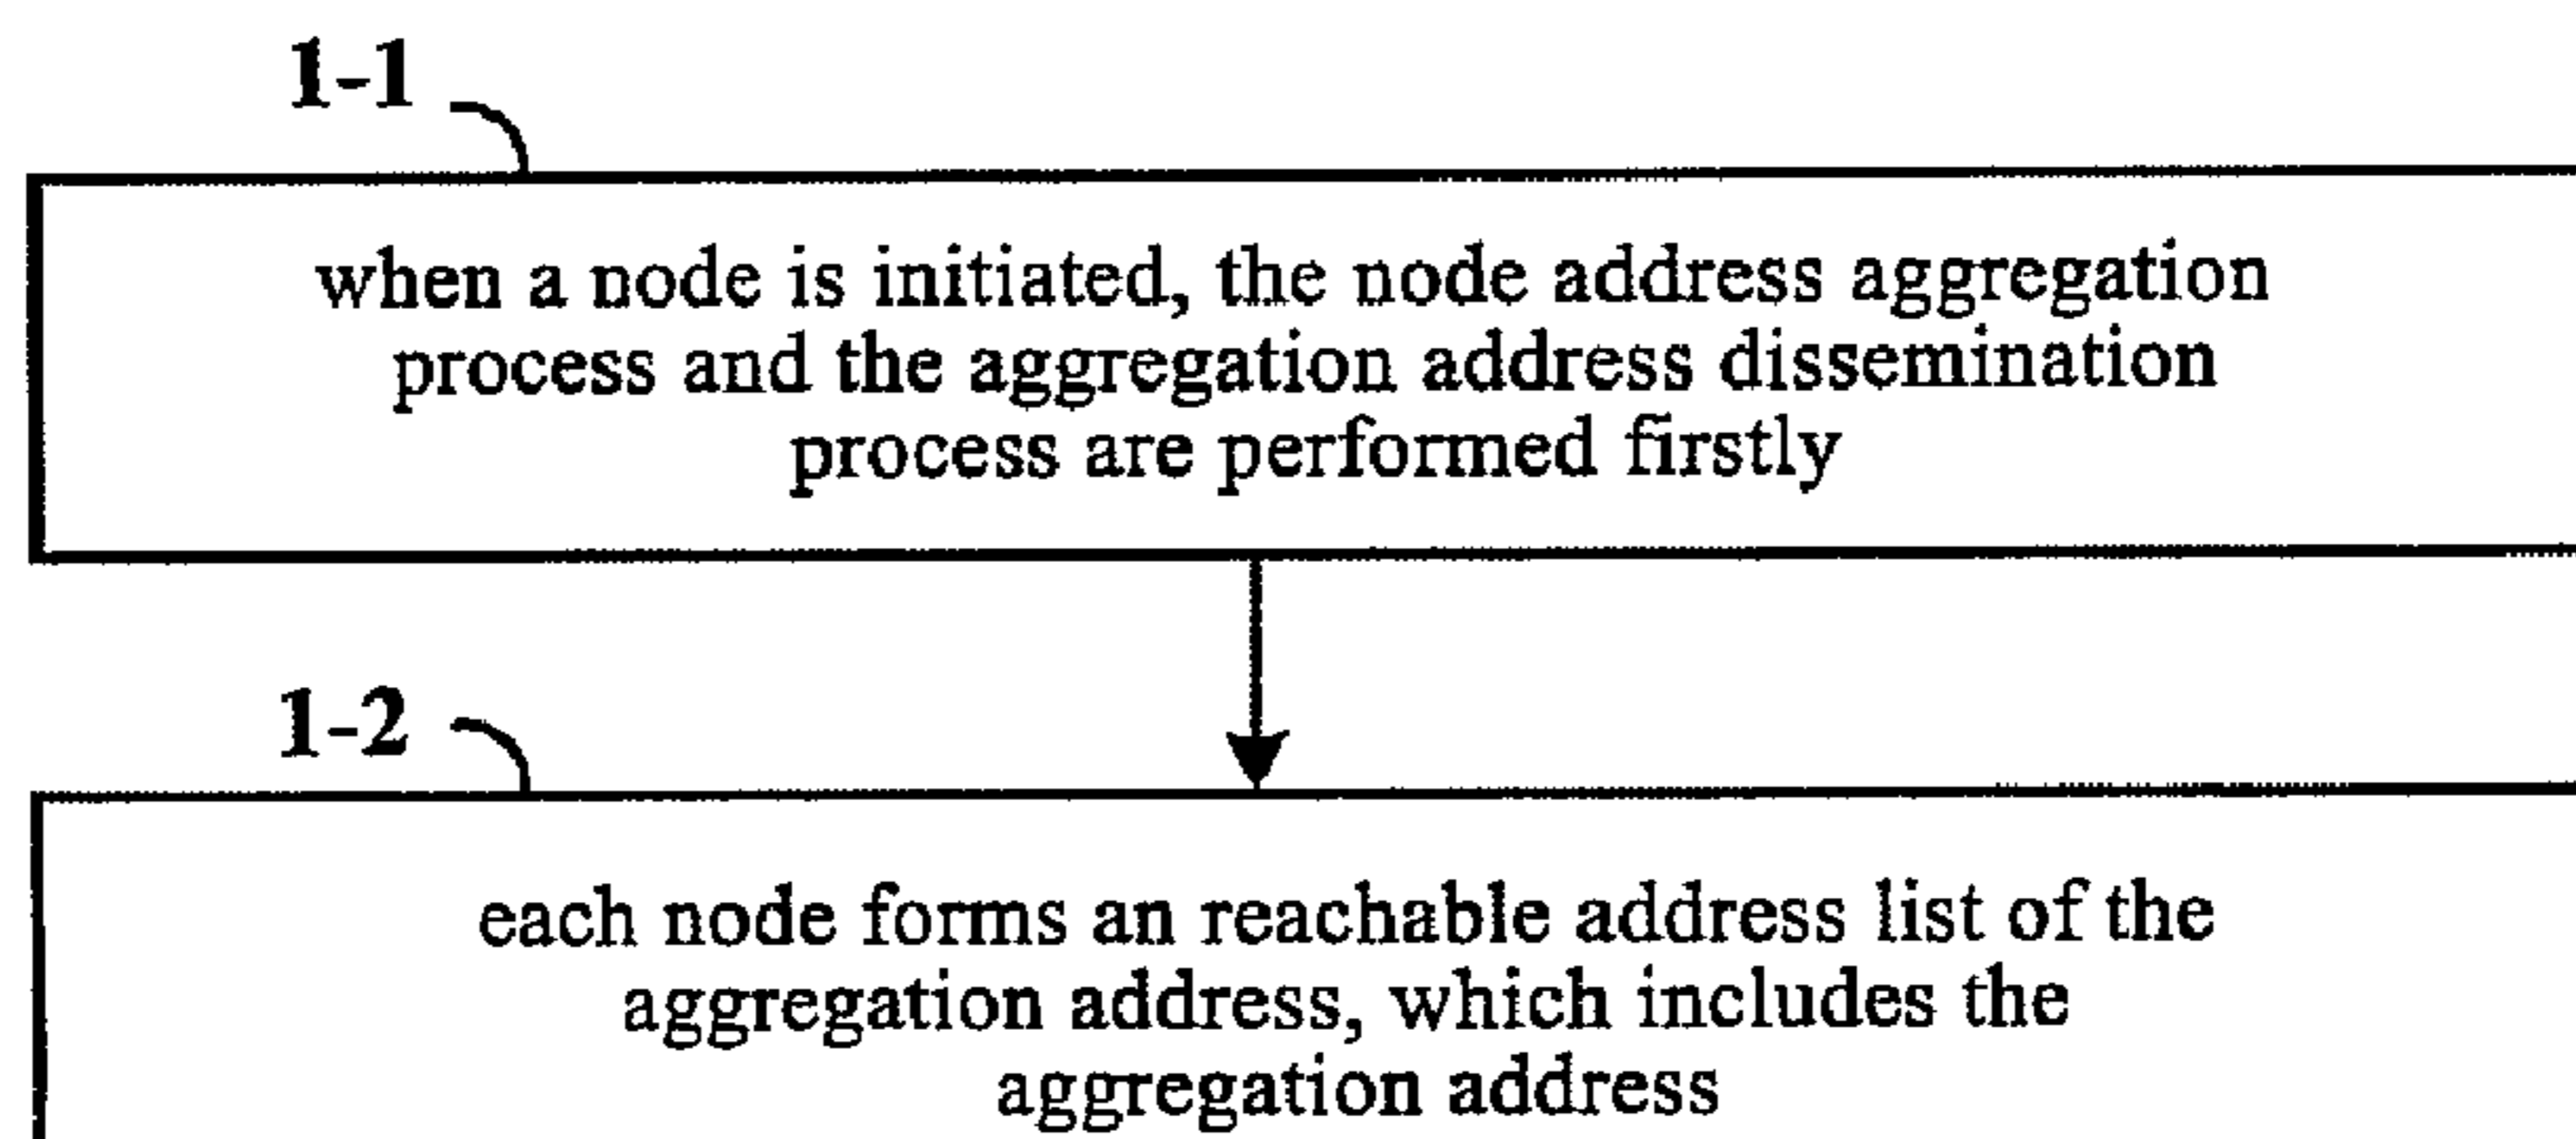 1-1
when a node is initiated, the node address aggregation
process and the aggregation address dissemination
process are performed firstly
1-2
each node forms an reachable address list of the
aggregation address, which includes the
aggregation address